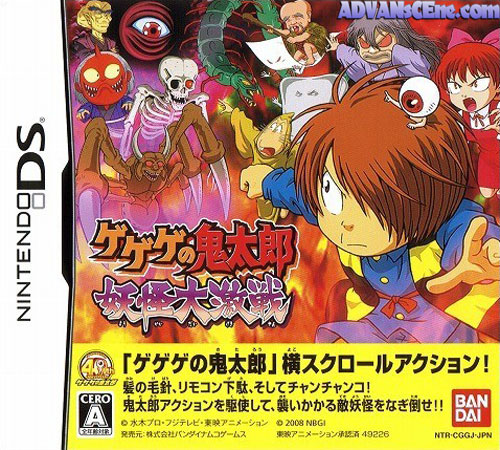 ADVANsCEnc.com
NINTENDO DS
ゲゲゲの鬼太郎
妖怪大激戦
「ゲゲゲの鬼太郎」横スクロールアクション!
髪の毛針、リモコン下駄、そしてチャンチャンコ!
鬼太郎アクションを駆使して、襲いかかる敵妖怪をなぎ倒せ!!
CERO
A
全年齢対象
© 水木プロ・フジテレビ・東映アニメーション © 2008 NBGI
発売元:株式会社バンダイナムコゲームス 東映アニメーション承認済 49226
BAN
DAI
NTR-CGGJ-JPN